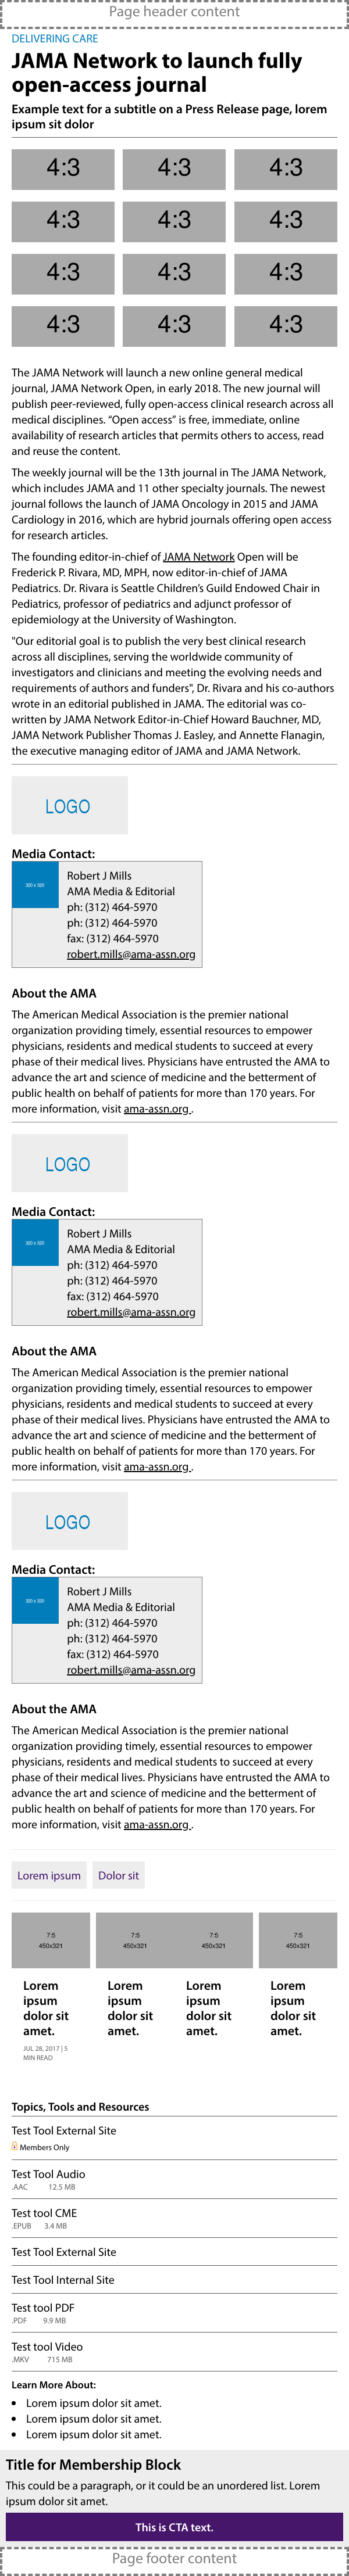 Page header content
DELIVERING CARE
JAMA Network to launch fully
open-access journal
Example text for a subtitle on a Press Release page, lorem
ipsum sit dolor
4:3 4:3 4:3
4:3 4:3 4:3
4:3 4:3 4:3
4:3 4:3 4:3
The JAMA Network will launch a new online general medical
journal, JAMA Network Open, in early 2018. The new journal will
publish peer-reviewed, fully open-access clinical research across all
medical disciplines. “Open access” is free, immediate, online
availability of research articles that permits others to access, read
and reuse the content.
The weekly journal will be the 13th journal in The JAMA Network,
which includes JAMA and 11 other specialty journals. The newest
journal follows the launch of JAMA Oncology in 2015 and JAMA
Cardiology in 2016, which are hybrid journals offering open access
for research articles.
The founding editor-in-chief of JAMA Network Open will be
Frederick P. Rivara, MD, MPH, now editor-in-chief of JAMA
Pediatrics. Dr. Rivara is Seattle Children’s Guild Endowed Chair in
Pediatrics, professor of pediatrics and adjunct professor of
epidemiology at the University of Washington.
"Our editorial goal is to publish the very best clinical research
across all disciplines, serving the worldwide community of
investigators and clinicians and meeting the evolving needs and
requirements of authors and funders", Dr. Rivara and his co-authors
wrote in an editorial published in JAMA. The editorial was co-
written by JAMA Network Editor-in-Chief Howard Bauchner, MD,
JAMA Network Publisher Thomas J. Easley, and Annette Flanagin,
the executive managing editor of JAMA and JAMA Network.
LOGO
Media Contact:
300 x 320
Robert J Mills
AMA Media & Editorial
ph: (312) 464-5970
ph: (312) 464-5970
fax: (312) 464-5970
robert.mills@ama-assn.org
About the AMA
The American Medical Association is the premier national
organization providing timely, essential resources to empower
physicians, residents and medical students to succeed at every
phase of their medical lives. Physicians have entrusted the AMA to
advance the art and science of medicine and the betterment of
public health on behalf of patients for more than 170 years. For
more information, visit ama-assn.org .
LOGO
Media Contact:
300 x 320
Robert J Mills
AMA Media & Editorial
ph: (312) 464-5970
ph: (312) 464-5970
fax: (312) 464-5970
robert.mills@ama-assn.org
About the AMA
The American Medical Association is the premier national
organization providing timely, essential resources to empower
physicians, residents and medical students to succeed at every
phase of their medical lives. Physicians have entrusted the AMA to
advance the art and science of medicine and the betterment of
public health on behalf of patients for more than 170 years. For
more information, visit ama-assn.org .
LOGO
Media Contact:
300 x 320
Robert J Mills
AMA Media & Editorial
ph: (312) 464-5970
ph: (312) 464-5970
fax: (312) 464-5970
robert.mills@ama-assn.org
About the AMA
The American Medical Association is the premier national
organization providing timely, essential resources to empower
physicians, residents and medical students to succeed at every
phase of their medical lives. Physicians have entrusted the AMA to
advance the art and science of medicine and the betterment of
public health on behalf of patients for more than 170 years. For
more information, visit ama-assn.org .
Lorem ipsum Dolor sit
7:5 7:5 7:5 7:5
450x321 450x321 450x321 450x321
Lorem Lorem Lorem Lorem
ipsum ipsum ipsum ipsum
dolor sit dolor sit dolor sit dolor sit
amet. amet. amet. amet.
JUL 28, 2017 | 5
MIN READ
Topics, Tools and Resources
Test Tool External Site
Members Only
Test Tool Audio
.AAC 12.5 MB
Test tool CME
.EPUB 3.4 MB
Test Tool External Site
Test Tool Internal Site
Test tool PDF
.PDF 9.9 MB
Test tool Video
.MKV 715 MB
Learn More About:
• Lorem ipsum dolor sit amet.
• Lorem ipsum dolor sit amet.
• Lorem ipsum dolor sit amet.
Title for Membership Block
This could be a paragraph, or it could be an unordered list. Lorem
ipsum dolor sit amet.
This is CTA text.
Page footer content